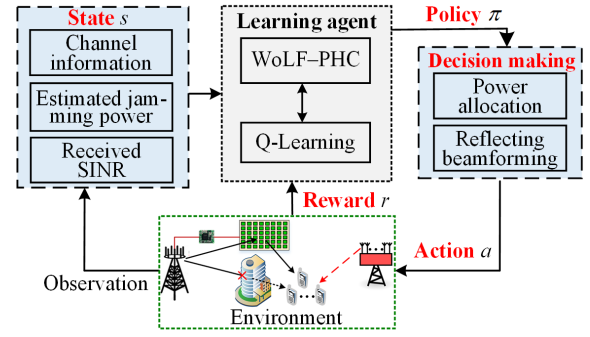 State s
Channel
information
Estimated jam-
ming power
Received
SINR
Learning agent
WoLF–PHC
Q-Learning
Policy π
Decision making
Power
allocation
Reflecting
beamforming
Reward r
Action a
Observation
Environment